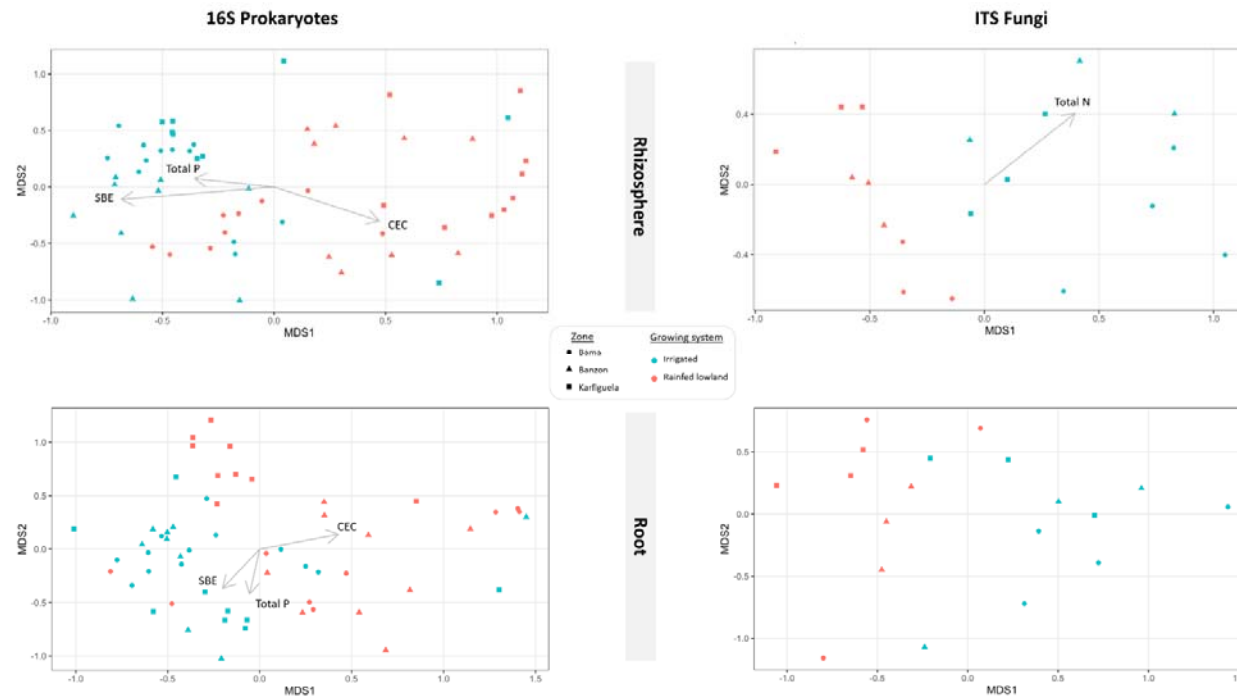 16S Prokaryotes
ITS Fungi
MDS2
1.0
0.5
0.0
-0.5
-1.0
Total P
SBE
CEC
-1.0
-0.5
0.0
0.5
1.0
MDS1
Rhizosphere
MDS2
0.4
0.0
-0.4
Total N
-1.0
-0.5
0.0
0.5
1.0
MDS1
Zone
Bama
Banzon
Karfiguela
Growing system
Irrigated
Rainfed lowland
MDS2
1.0
0.5
0.0
-0.5
-1.0
CEC
SBE
Total P
-1.0
-0.5
0.0
0.5
1.0
1.5
MDS1
Root
MDS2
0.5
0.0
-0.5
-1.0
-1.0
-0.5
0.0
0.5
1.0
MDS1